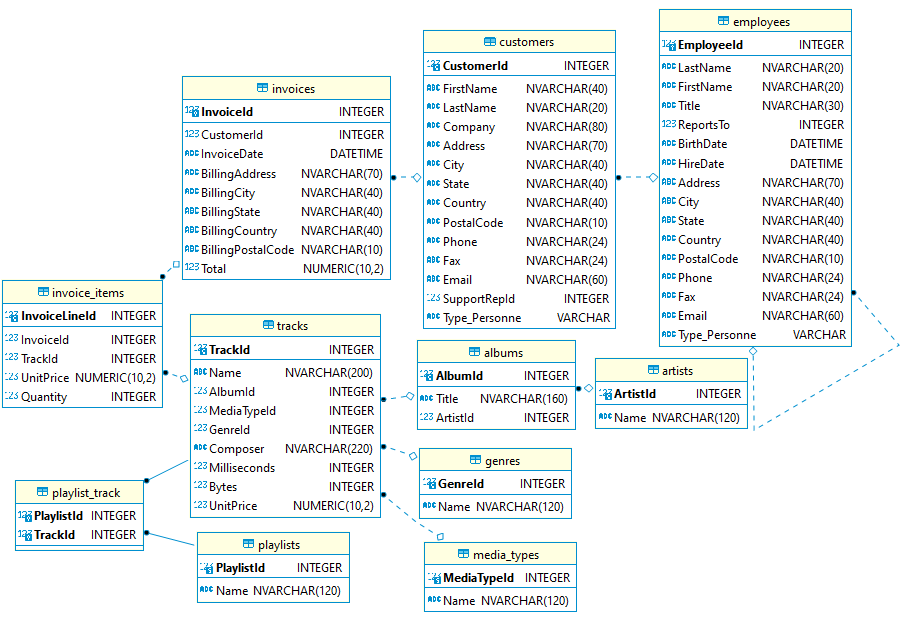 employees
EmployeeId INTEGER
LastName NVARCHAR(20)
FirstName NVARCHAR(20)
Title NVARCHAR(30)
ReportsTo INTEGER
BirthDate DATETIME
HireDate DATETIME
Address NVARCHAR(70)
City NVARCHAR(40)
State NVARCHAR(40)
Country NVARCHAR(40)
PostalCode NVARCHAR(10)
Phone NVARCHAR(24)
Fax NVARCHAR(24)
Email NVARCHAR(60)
Type_Personne VARCHAR
customers
CustomerId INTEGER
FirstName NVARCHAR(40)
LastName NVARCHAR(20)
Company NVARCHAR(80)
Address NVARCHAR(70)
City NVARCHAR(40)
State NVARCHAR(40)
Country NVARCHAR(40)
PostalCode NVARCHAR(10)
Phone NVARCHAR(24)
Fax NVARCHAR(24)
Email NVARCHAR(60)
SupportRepId INTEGER
Type_Personne VARCHAR
invoices
InvoiceId INTEGER
CustomerId INTEGER
InvoiceDate DATETIME
BillingAddress NVARCHAR(70)
BillingCity NVARCHAR(40)
BillingState NVARCHAR(40)
BillingCountry NVARCHAR(40)
BillingPostalCode NVARCHAR(10)
Total NUMERIC(10,2)
invoice_items
InvoiceLineId INTEGER
InvoiceId INTEGER
TrackId INTEGER
UnitPrice NUMERIC(10,2)
Quantity INTEGER
tracks
TrackId INTEGER
Name NVARCHAR(200)
AlbumId INTEGER
MediaTypeId INTEGER
GenreId INTEGER
Composer NVARCHAR(220)
Milliseconds INTEGER
Bytes INTEGER
UnitPrice NUMERIC(10,2)
albums
AlbumId INTEGER
Title NVARCHAR(160)
ArtistId INTEGER
artists
ArtistId INTEGER
Name NVARCHAR(120)
genres
GenreId INTEGER
Name NVARCHAR(120)
playlist_track
PlaylistId INTEGER
TrackId INTEGER
playlists
PlaylistId INTEGER
Name NVARCHAR(120)
media_types
MediaTypeId INTEGER
Name NVARCHAR(120)